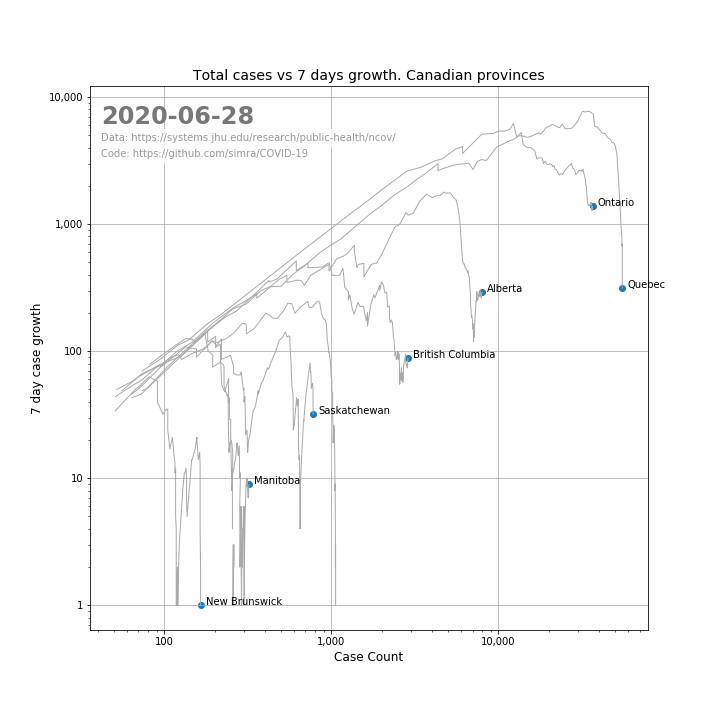 Total cases vs 7 days growth. Canadian provinces
10,000
2020-06-28
Data: https://systems.jhu.edu/research/public-health/ncov/
Code: https://github.com/simra/COVID-19
Ontario
1,000
Quebec
Alberta
7 day case growth
100
British Columbia
Saskatchewan
10
Manitoba
1
New Brunswick
100
1,000
10,000
Case Count